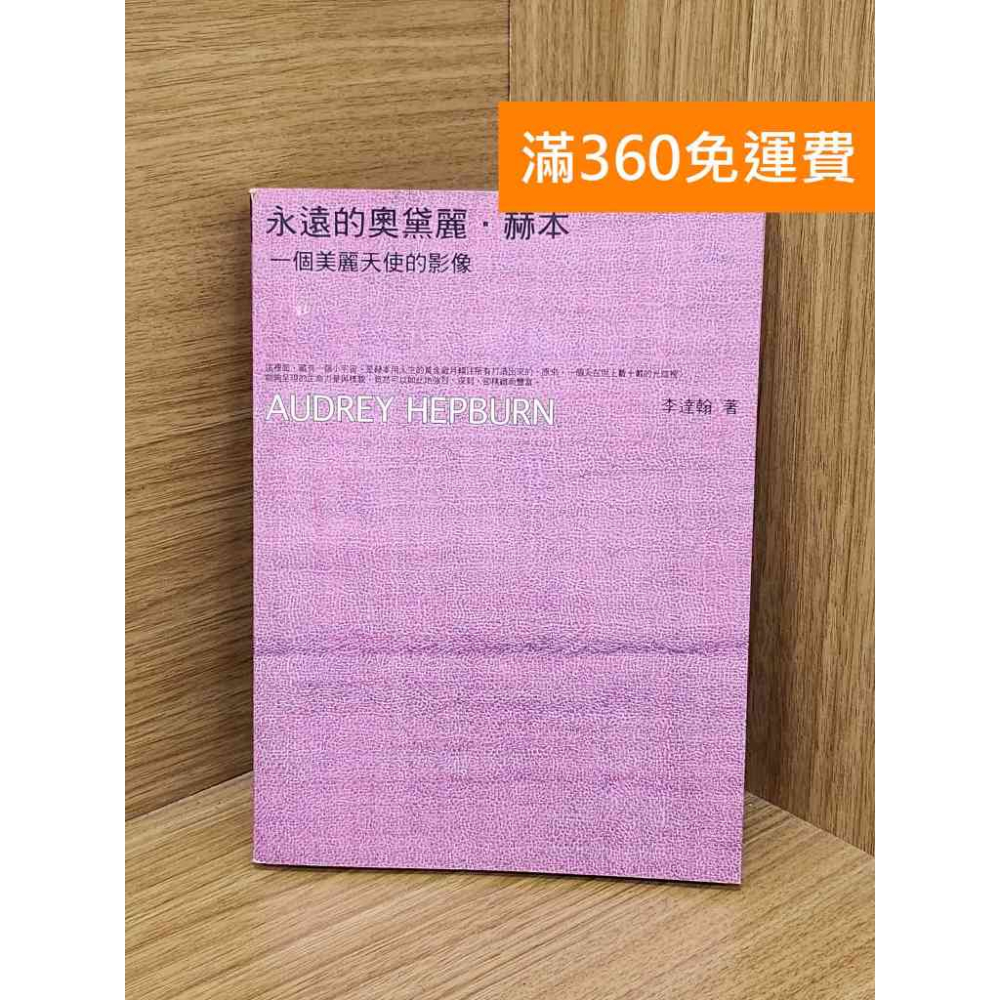 滿360免運費
永遠的奧黛麗・赫本
一個美麗天使的影像
AUDREY HEPBURN
李達翰 著